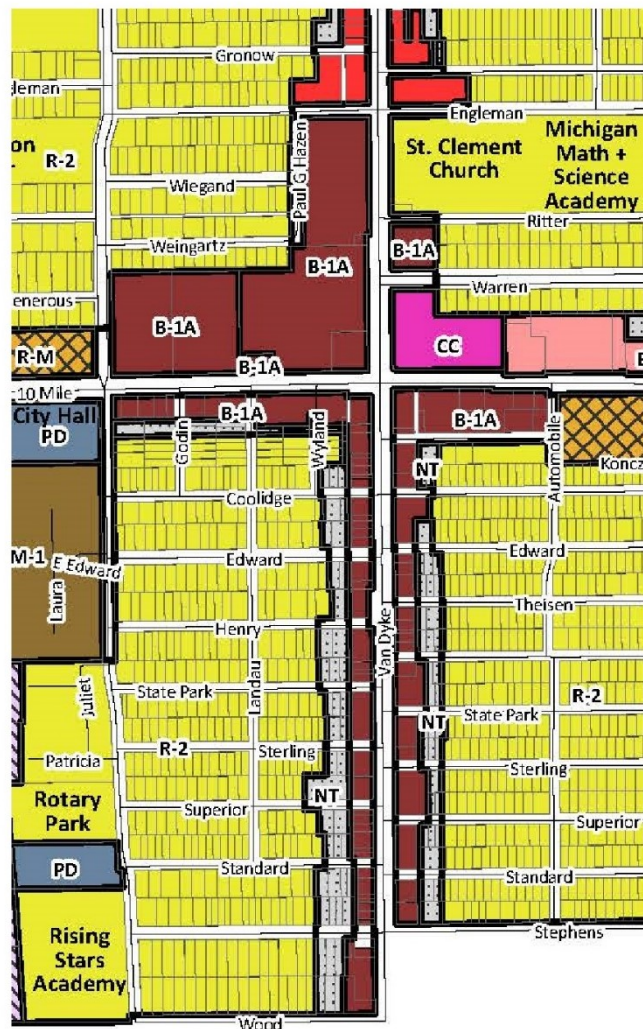 Gronow
gleman
Engleman
on
R-2
Wiegand
Paul G Hazen
St. Clement
Church
Michigan
Math +
Science
Academy
Weingartz
Ritter
B-1A
B-1A
enerous
Warren
B-1A
R-M
CC
B-1A
10 Mile
City Hall
PD
B-1A
B-1A
Godin
Wyland
Automobile
NT
Koncz
Coolidge
M-1
E Edward
Edward
Edward
Laura
Theisen
Henry
Van Dyke
Landau
Juliet
State Park
R-2
NT
State Park
Patricia
R-2
Sterling
Sterling
Rotary
Park
NT
Superior
Superior
PD
Standard
Standard
Rising
Stars
Academy
Stephens
Wood